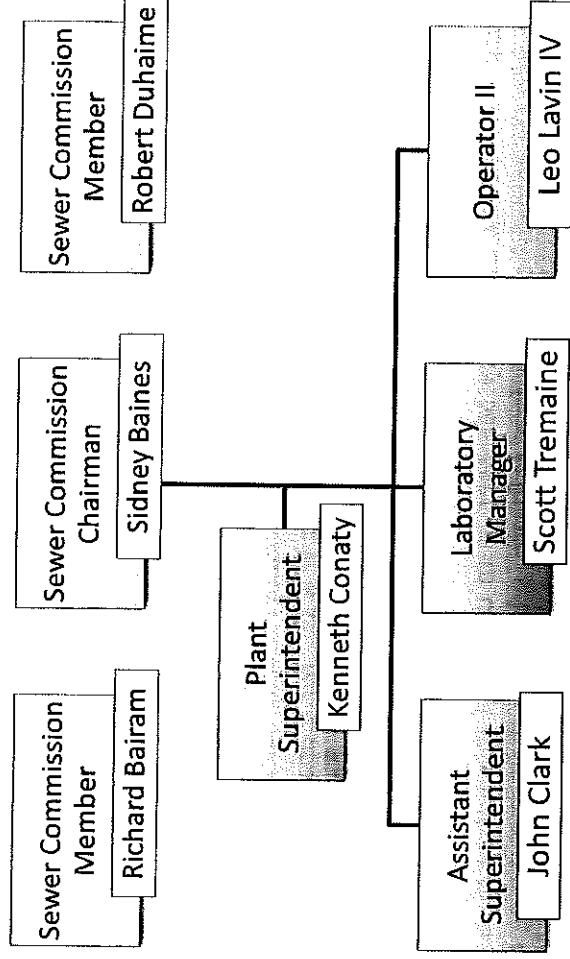 Sewer Commission
Member
Richard Bairam
Sewer Commission
Chairman
Sidney Baines
Sewer Commission
Member
Robert Duhaime
Plant
Superintendent
Kenneth Conaty
Assistant
Superintendent
John Clark
Laboratory
Manager
Scott Tremaine
Operator II
Leo Lavin IV